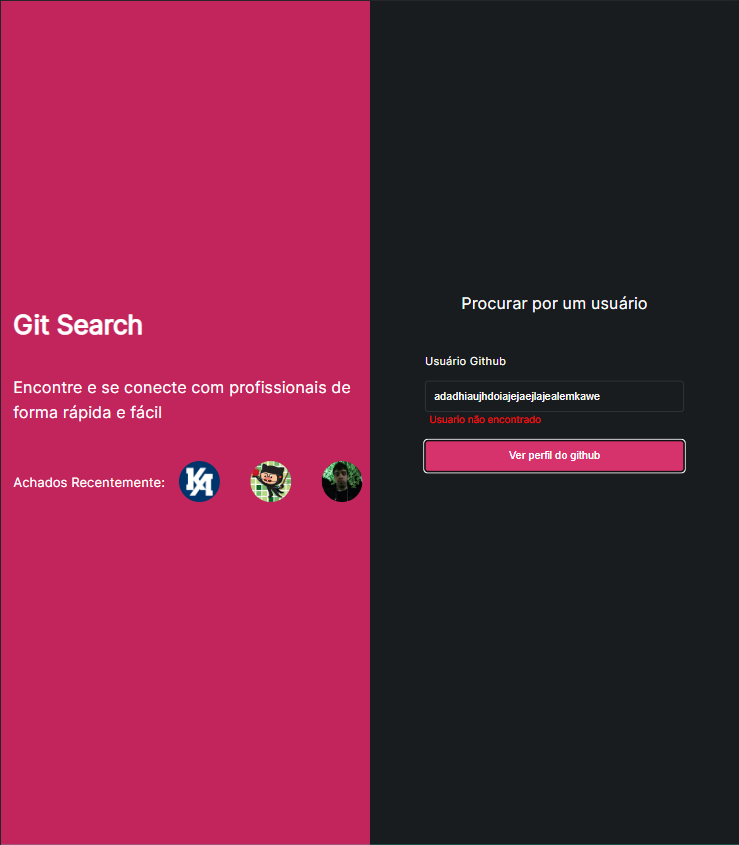 Git Search
Encontre e se conecte com profissionais de
forma rápida e fácil
Achados Recentemente:
KA
Procurar por um usuário
Usuário Github
adadhiaujhdoiajejaejlajealemkawe
Usuario não encontrado
Ver perfil do github